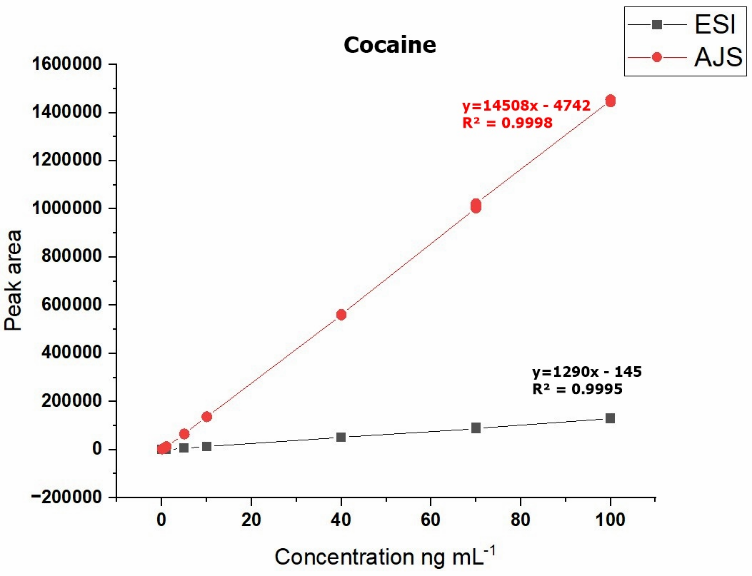 Cocaine
ESI
AJS
1600000
1400000
1200000
1000000
800000
600000
400000
200000
0
−200000
Peak area
y=14508x - 4742
R² = 0.9998
y=1290x - 145
R² = 0.9995
0 20 40 60 80 100
Concentration ng mL⁻¹